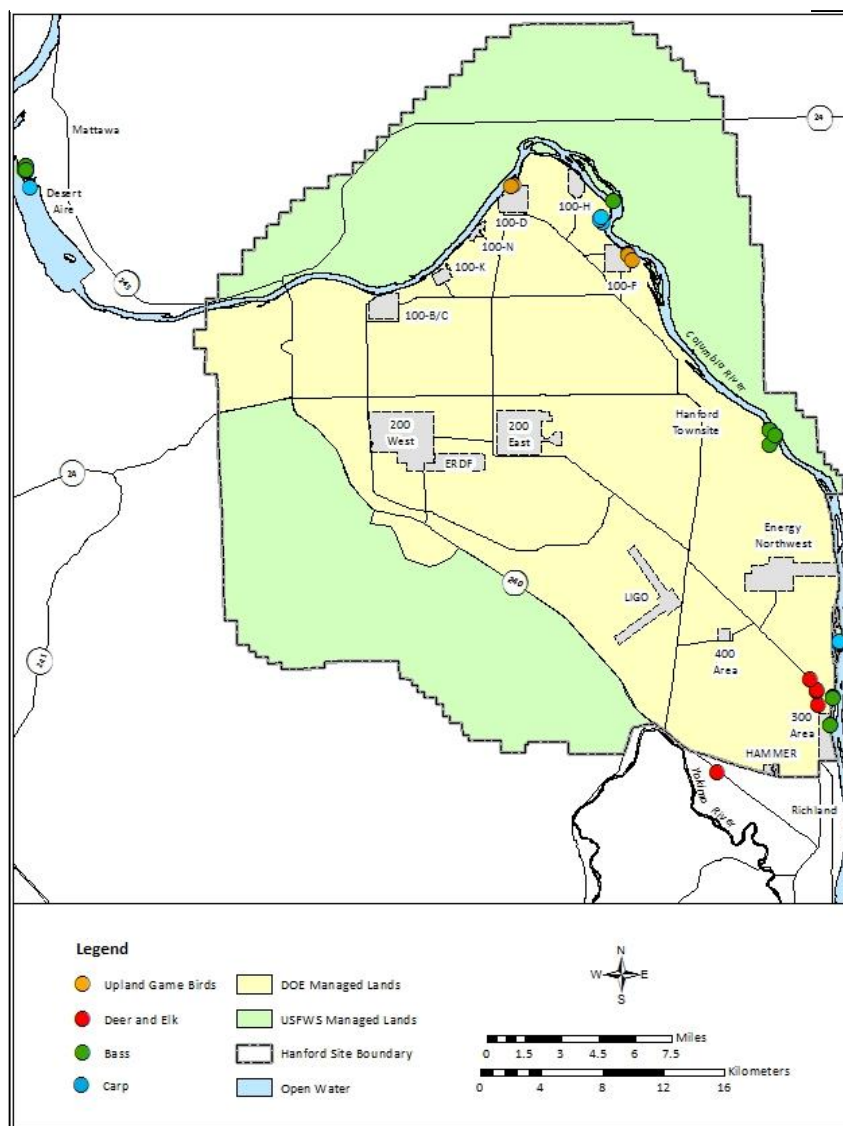 24
Mattawa
Desert
Aire
100-H
100-D
100-N
100-K
100-F
243
100-B/C
Columbia River
Hanford
Townsite
200
West
200
East
ERDF
24
Energy
Northwest
240
LIGO
241
400
Area
300
Area
HAMMER
Yakima
River
Richland
Legend
Upland Game Birds
DOE Managed Lands
Deer and Elk
USFWS Managed Lands
Bass
Hanford Site Boundary
Carp
Open Water
N
W E
S
Miles
0 1.5 3 4.5 6 7.5
Kilometers
0 4 8 12 16